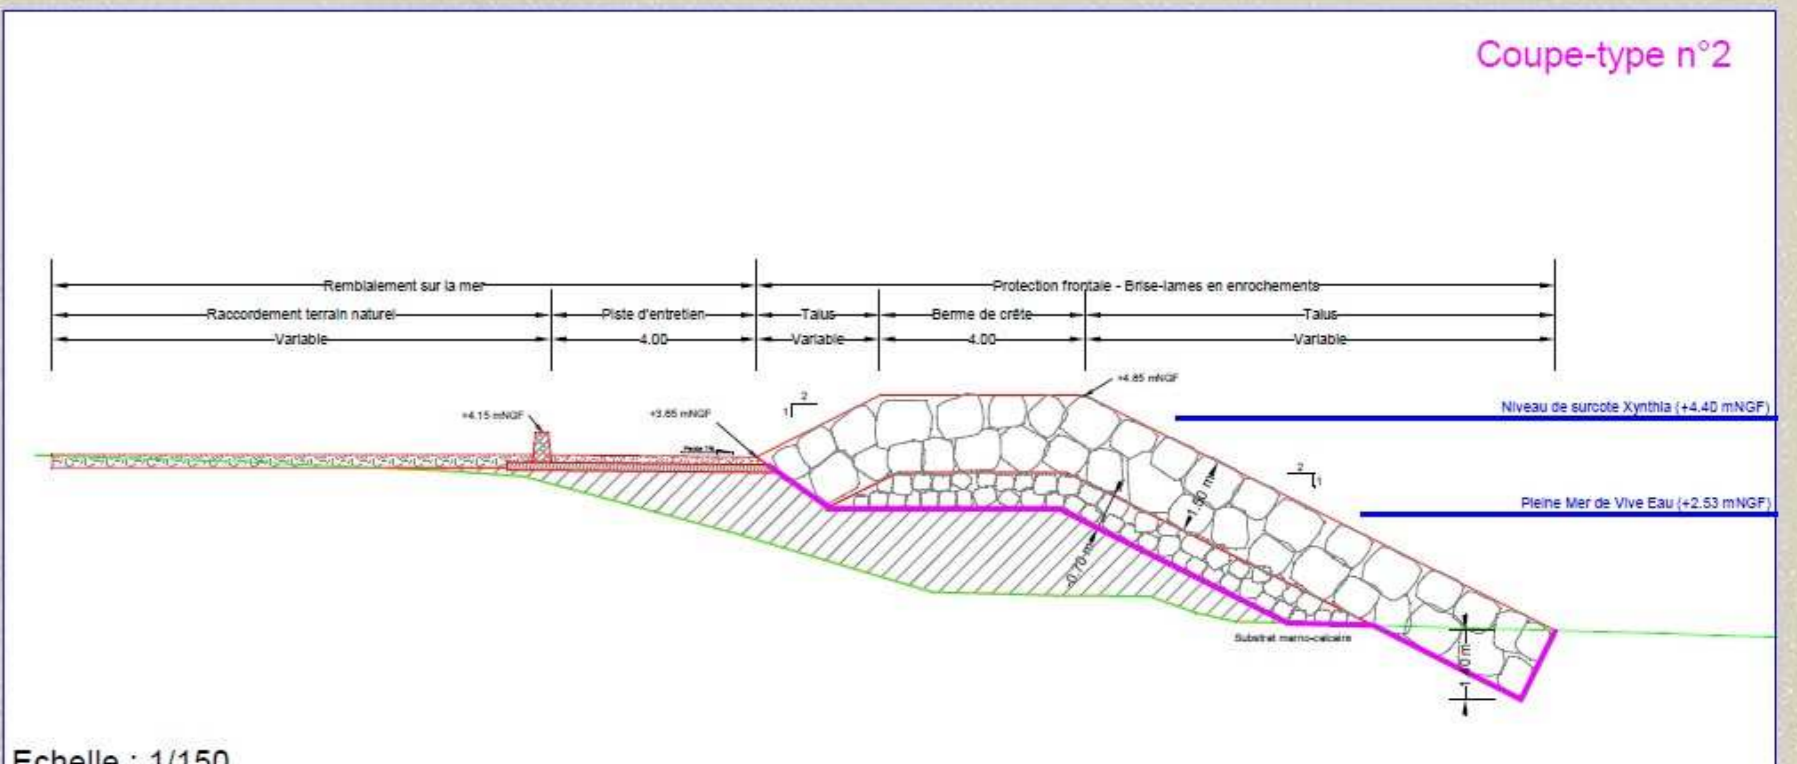 Coupe-type n°2
Remblaiement sur la mer
Protection frontale - Brise-lames en enrochements
Raccordement terrain naturel
Piste d'entretien
Talus
Berme de crête
Talus
Variable
4.00
Variable
4.00
Variable
+4.85 mNGF
+4.15 mNGF
+3.65 mNGF
2
1
Niveau de surcote Xynthia (+4.40 mNGF)
2
1
1.50 m
Pleine Mer de Vive Eau (+2.53 mNGF)
0.70 m
Substrat marno-calcaire
Echelle : 1/150